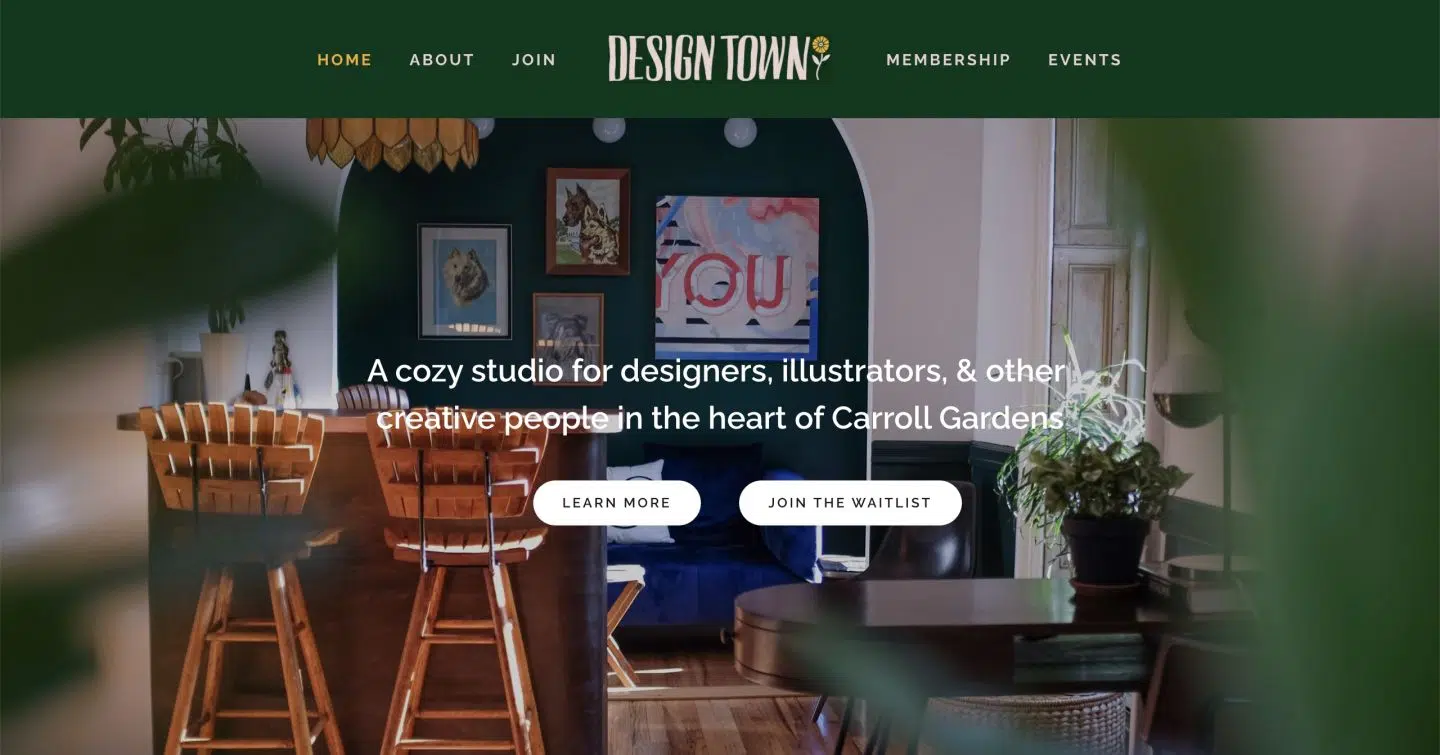 HOME
ABOUT
JOIN
DESIGN TOWN
MEMBERSHIP
EVENTS
YOU
A cozy studio for designers, illustrators, & other
creative people in the heart of Carroll Gardens
LEARN MORE
JOIN THE WAITLIST